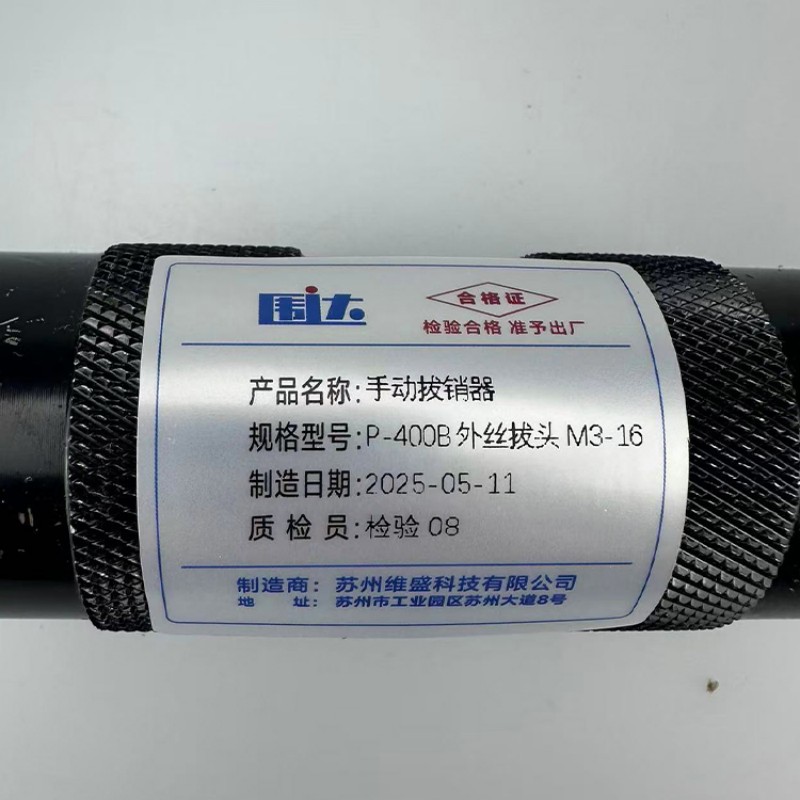 围达
合格证
检验合格 准予出厂
产品名称:手动拔销器
规格型号:P-400B 外丝拔头 M3-16
制造日期:2025-05-11
质检员:检验 08
制造商:苏州维盛科技有限公司
地址:苏州市工业园区苏州大道8号